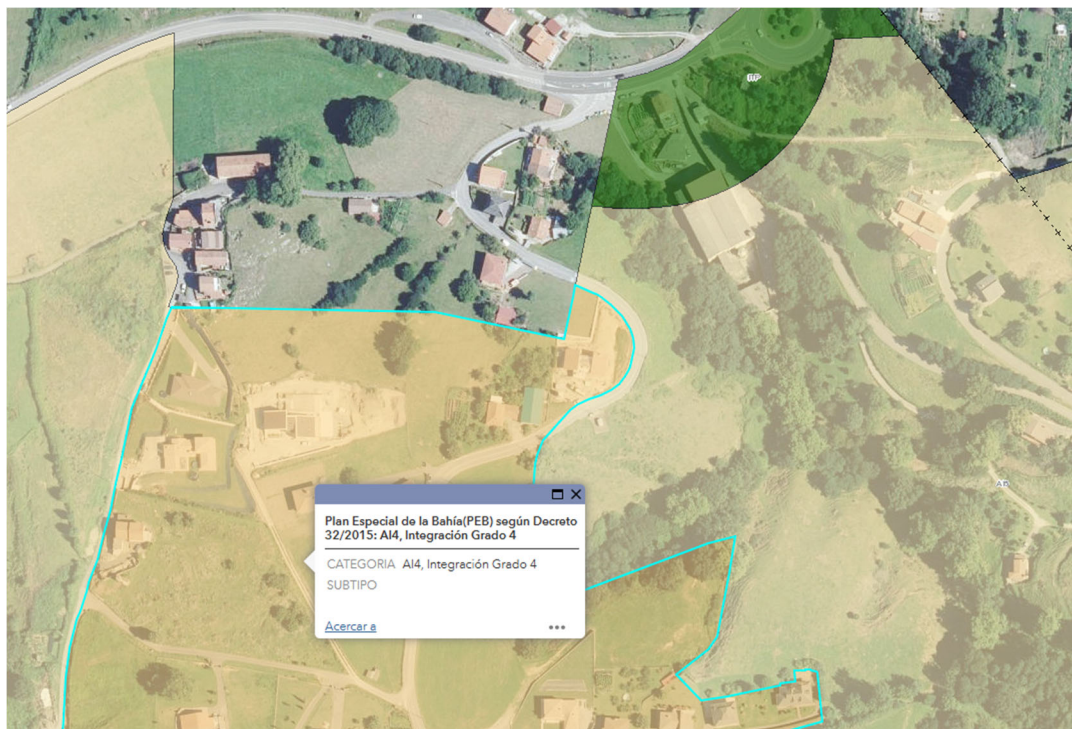 Plan Especial de la Bahía(PEB) según Decreto
32/2015: AI4, Integración Grado 4
CATEGORIA AI4, Integración Grado 4
SUBTIPO
Acercar a